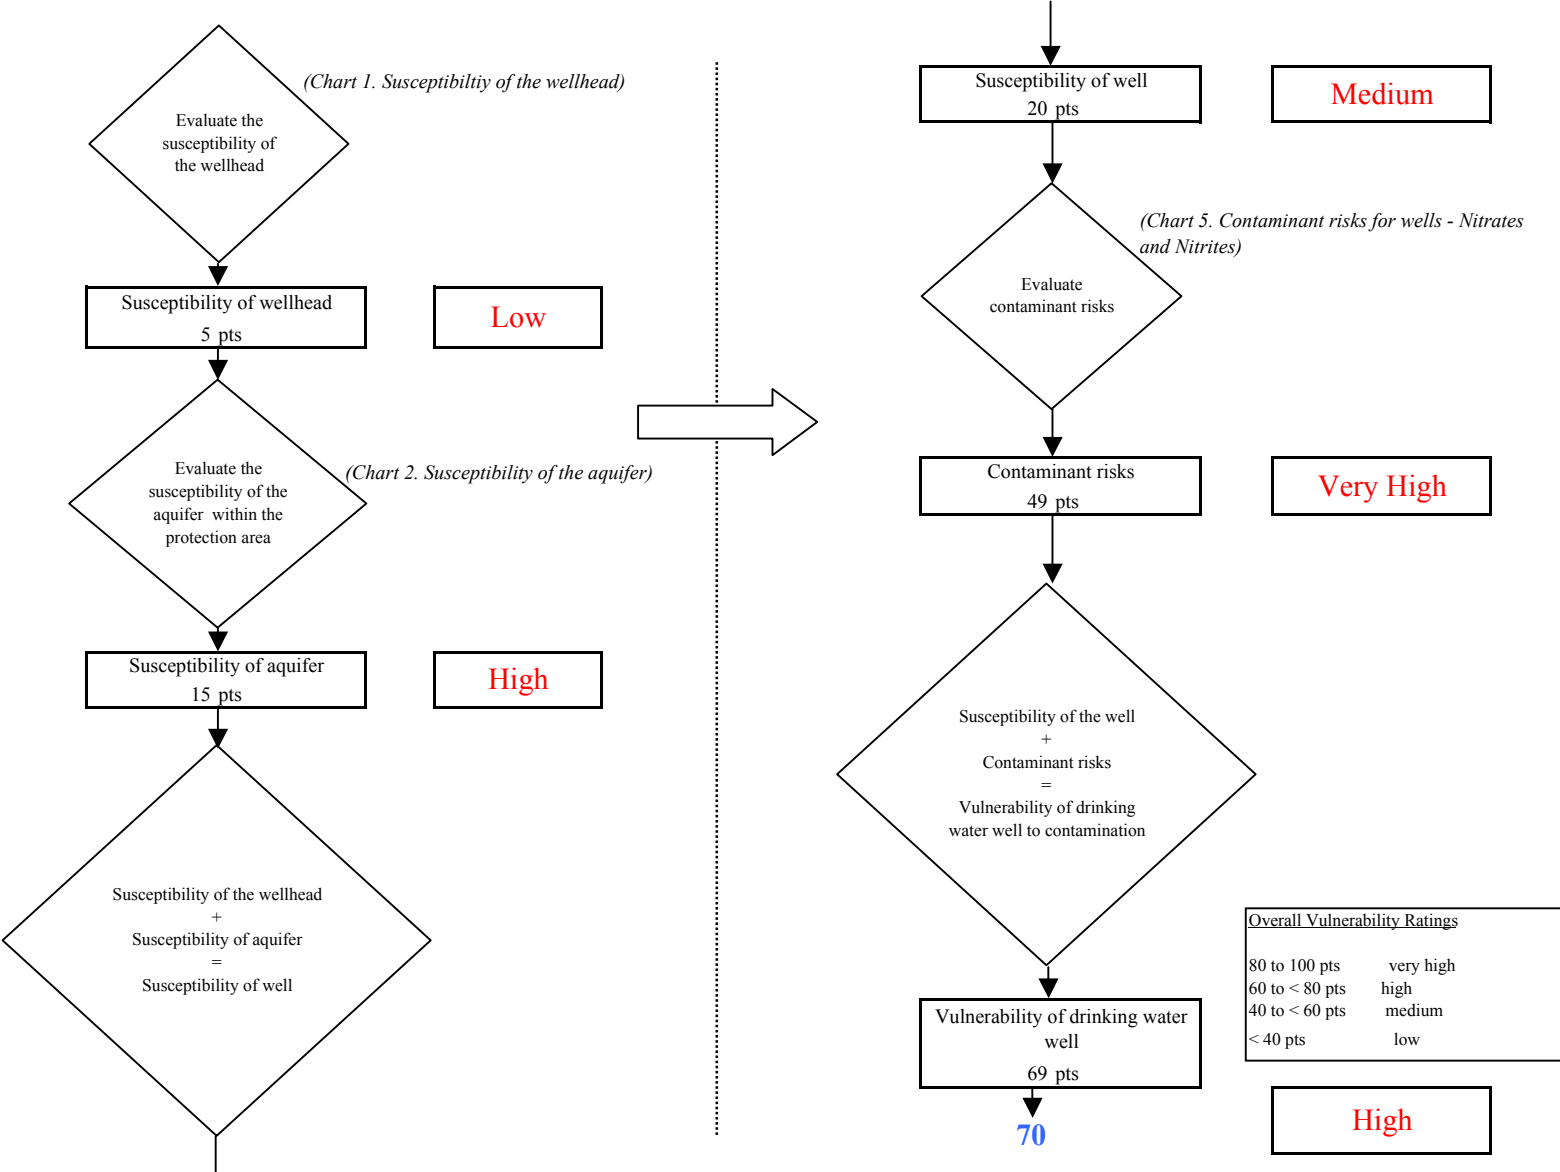 (Chart 1. Susceptibiltiy of the wellhead)
Evaluate the
susceptibility of
the wellhead
Susceptibility of wellhead
5 pts
Low
(Chart 2. Susceptibility of the aquifer)
Evaluate the
susceptibility of the
aquifer within the
protection area
Susceptibility of aquifer
15 pts
High
Susceptibility of the wellhead
+
Susceptibility of aquifer
=
Susceptibility of well
Susceptibility of well
20 pts
Medium
(Chart 5. Contaminant risks for wells - Nitrates
and Nitrites)
Evaluate
contaminant risks
Contaminant risks
49 pts
Very High
Susceptibility of the well
+
Contaminant risks
=
Vulnerability of drinking
water well to contamination
Overall Vulnerability Ratings
80 to 100 pts very high
60 to < 80 pts high
40 to < 60 pts medium
< 40 pts low
Vulnerability of drinking water
well
69 pts
70
High